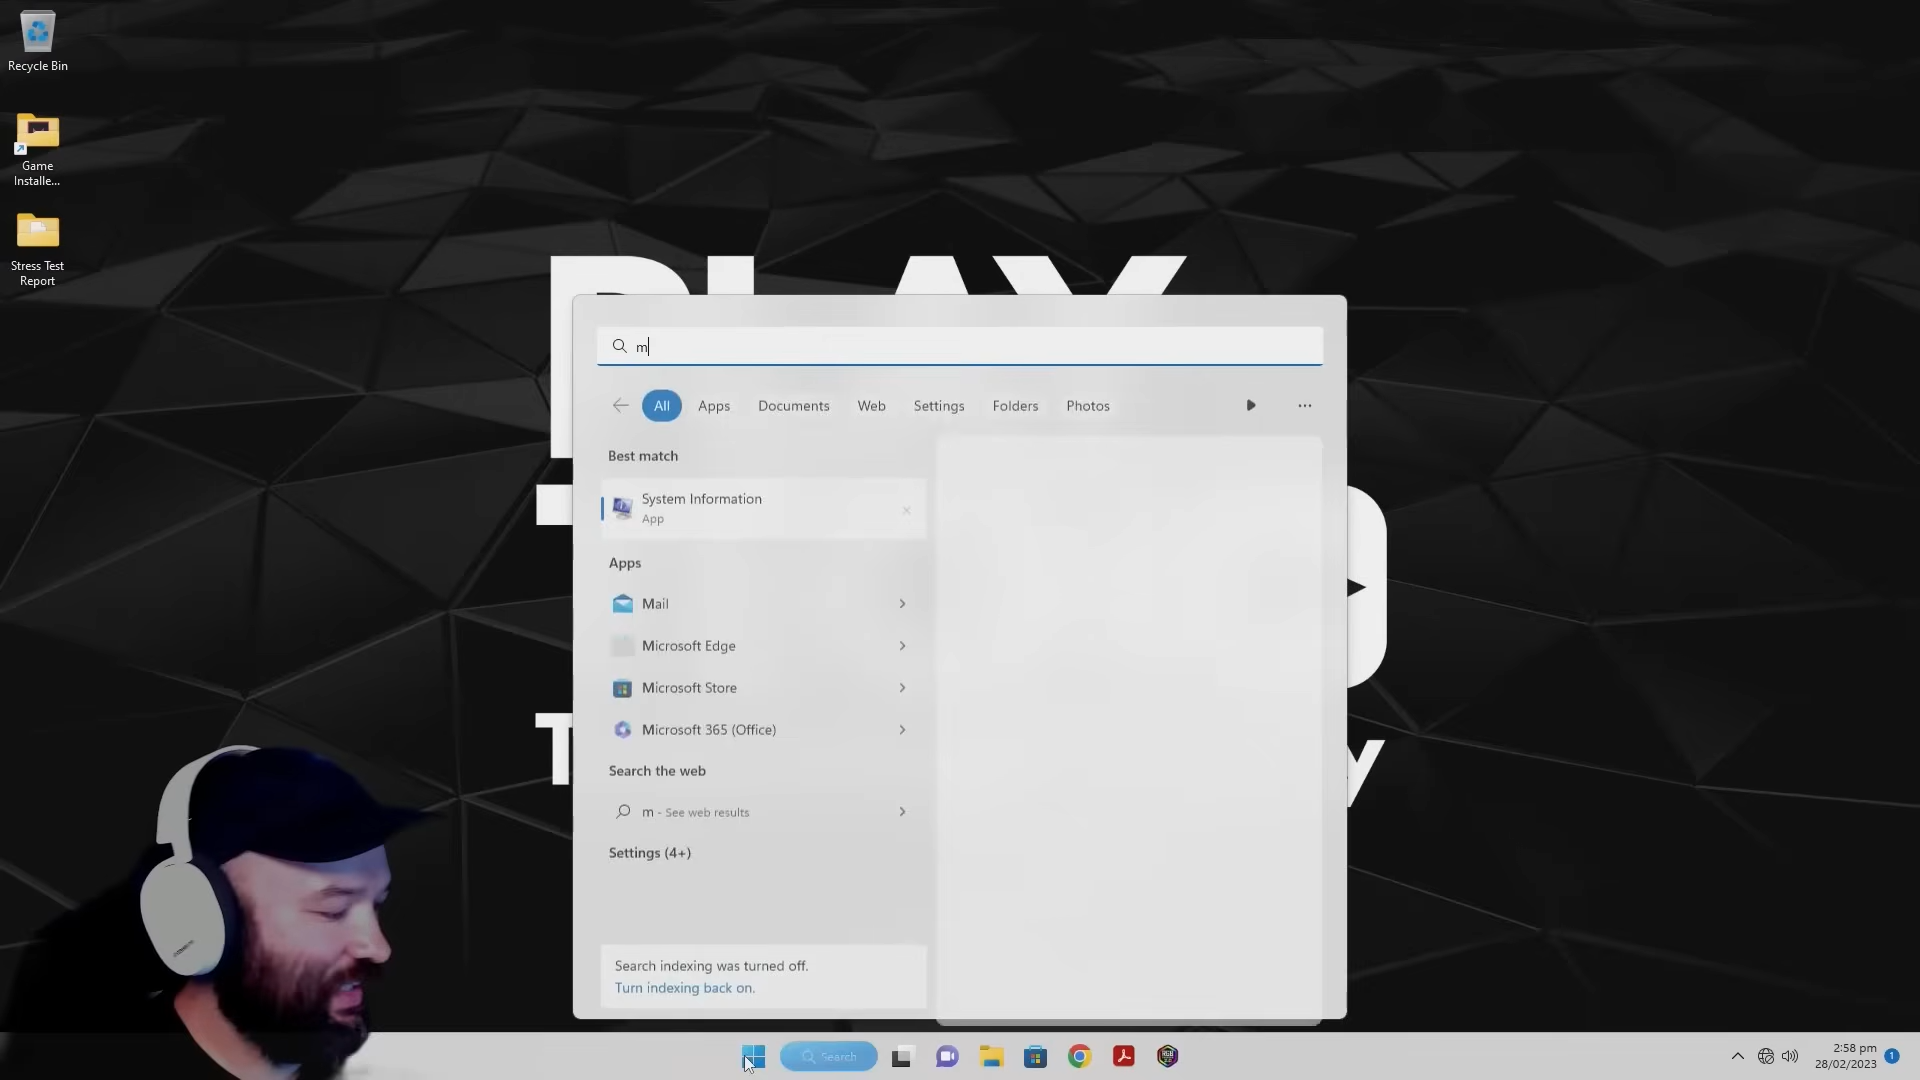 Recycle Bin
Game
Installe...
Stress Test
Report
PLAY
m
All
Apps
Documents
Web
Settings
Folders
Photos
Best match
System Information
App
Apps
Mail
Microsoft Edge
Microsoft Store
Microsoft 365 (Office)
Search the web
m - See web results
Settings (4+)
Search indexing was turned off.
Turn indexing back on.
Search
2:58 pm
28/02/2023
1